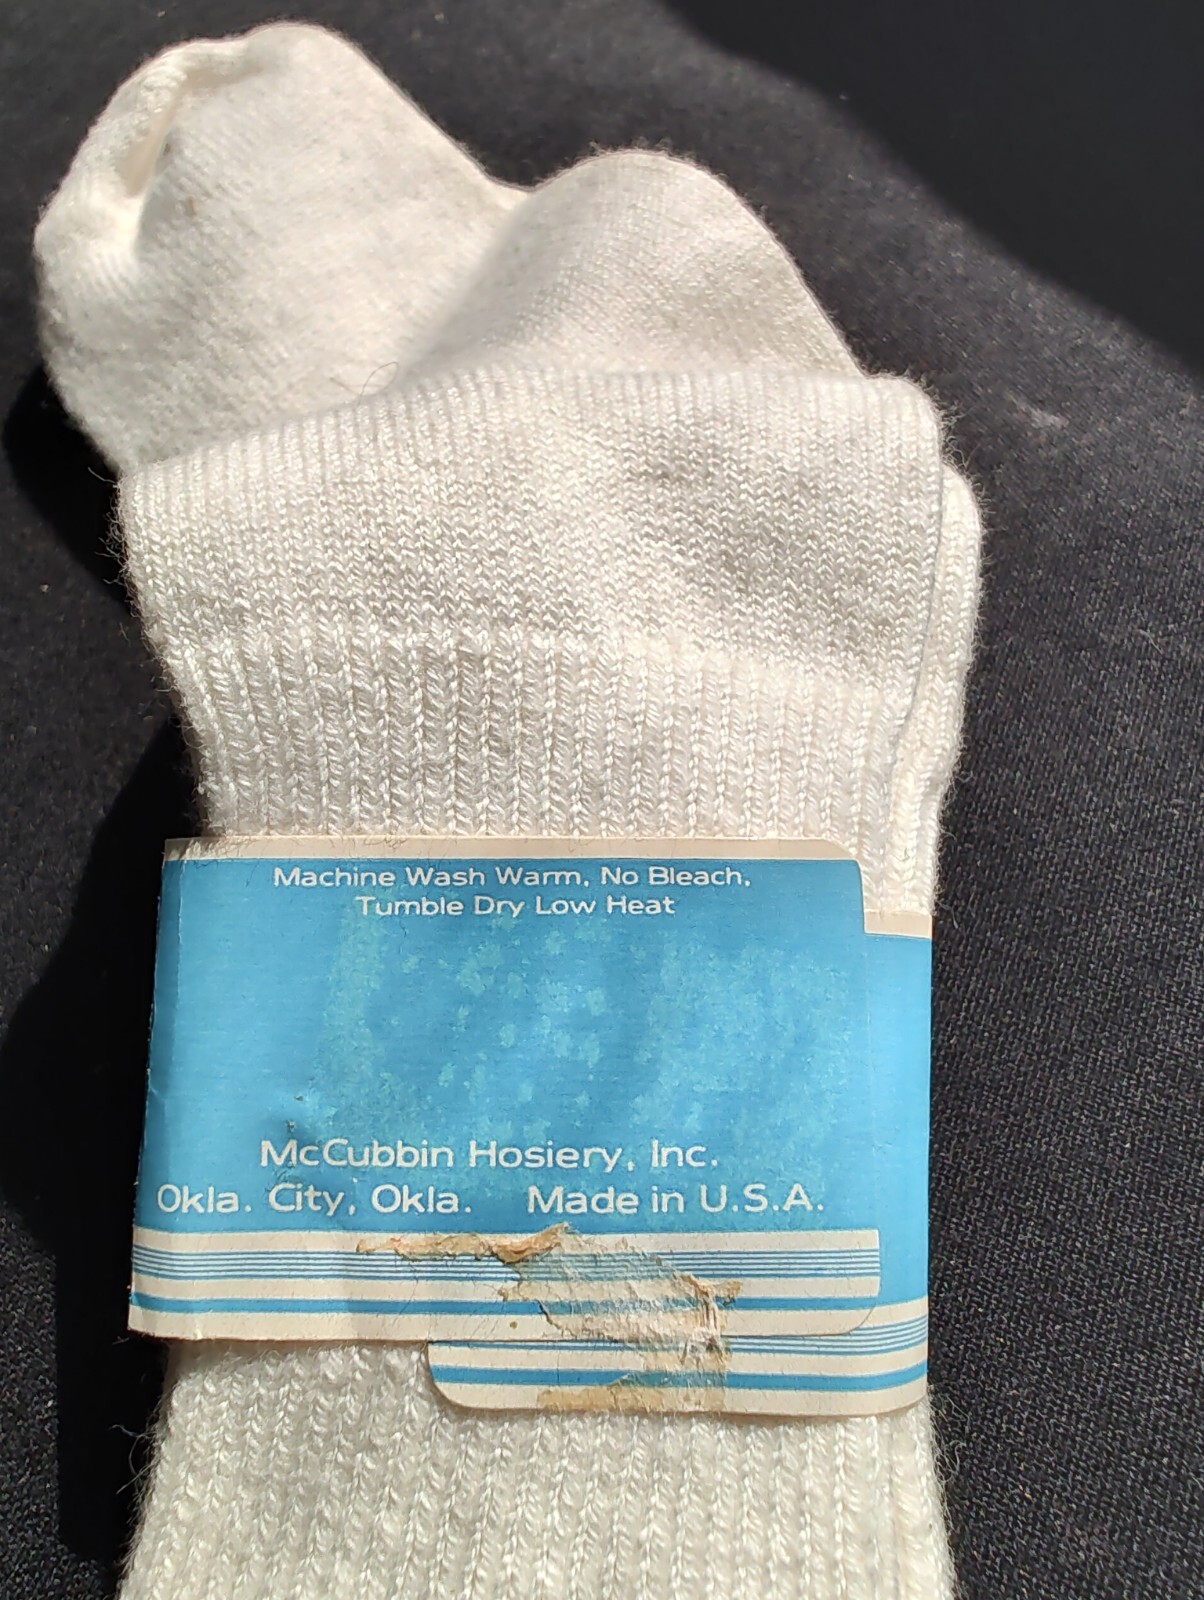 Machine Wash Warm, No Bleach,
Tumble Dry Low Heat
McCubbin Hosiery, Inc.
Okla. City, Okla. Made in U.S.A.